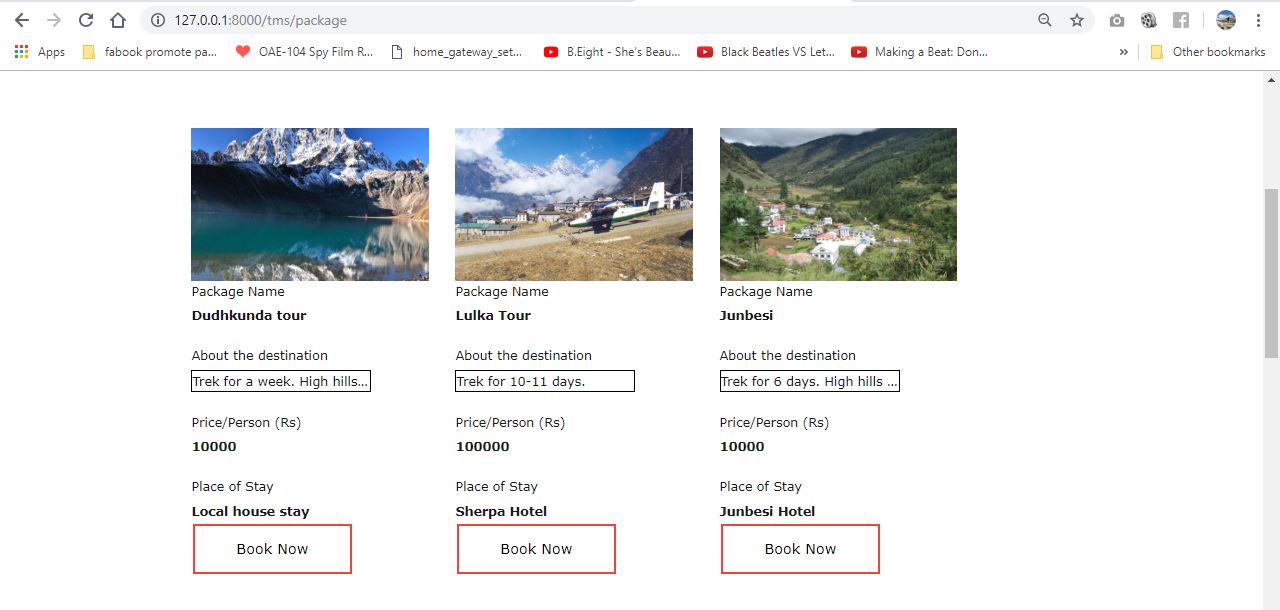 127.0.0.1:8000/tms/package
Apps
fabook promote pa...
OAE-104 Spy Film R...
home_gateway_set...
B.Eight - She's Beau...
Black Beatles VS Let...
Making a Beat: Don...
»
Other bookmarks
Package Name
Dudhkunda tour
About the destination
Trek for a week. High hills...
Price/Person (Rs)
10000
Place of Stay
Local house stay
Book Now
Package Name
Lulka Tour
About the destination
Trek for 10-11 days.
Price/Person (Rs)
100000
Place of Stay
Sherpa Hotel
Book Now
Package Name
Junbesi
About the destination
Trek for 6 days. High hills ...
Price/Person (Rs)
10000
Place of Stay
Junbesi Hotel
Book Now